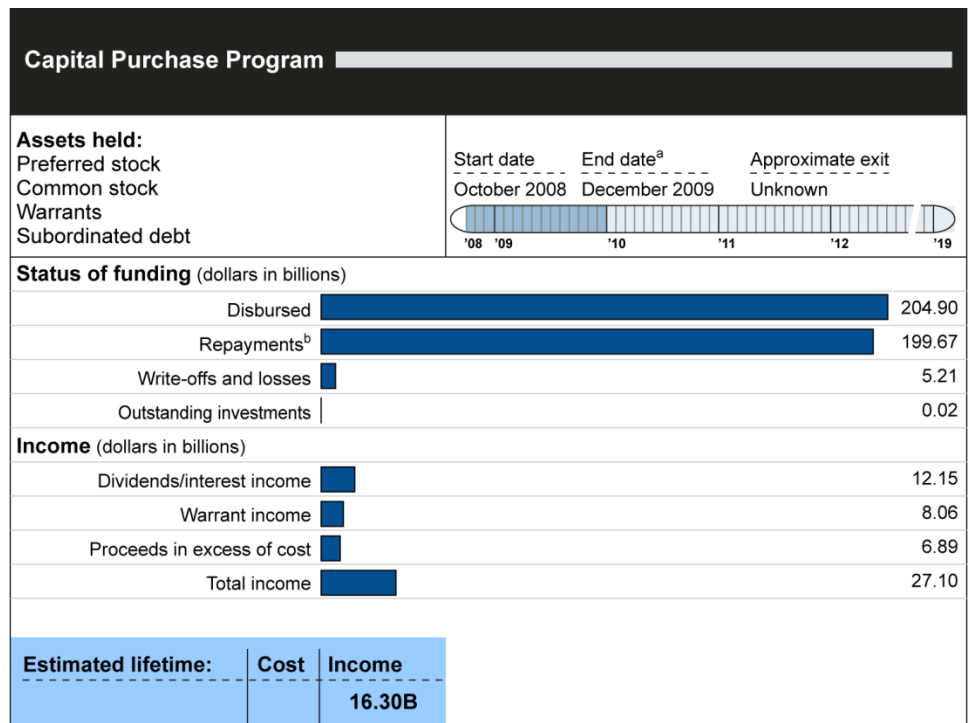 Capital Purchase Program
Assets held:
Preferred stock
Common stock
Warrants
Subordinated debt
Start date End dateᵃ Approximate exit
October 2008 December 2009 Unknown
'08 '09 '10 '11 '12 '19
Status of funding (dollars in billions)
Disbursed 204.90
Repaymentsᵇ 199.67
Write-offs and losses 5.21
Outstanding investments 0.02
Income (dollars in billions)
Dividends/interest income 12.15
Warrant income 8.06
Proceeds in excess of cost 6.89
Total income 27.10
Estimated lifetime: Cost Income
16.30B